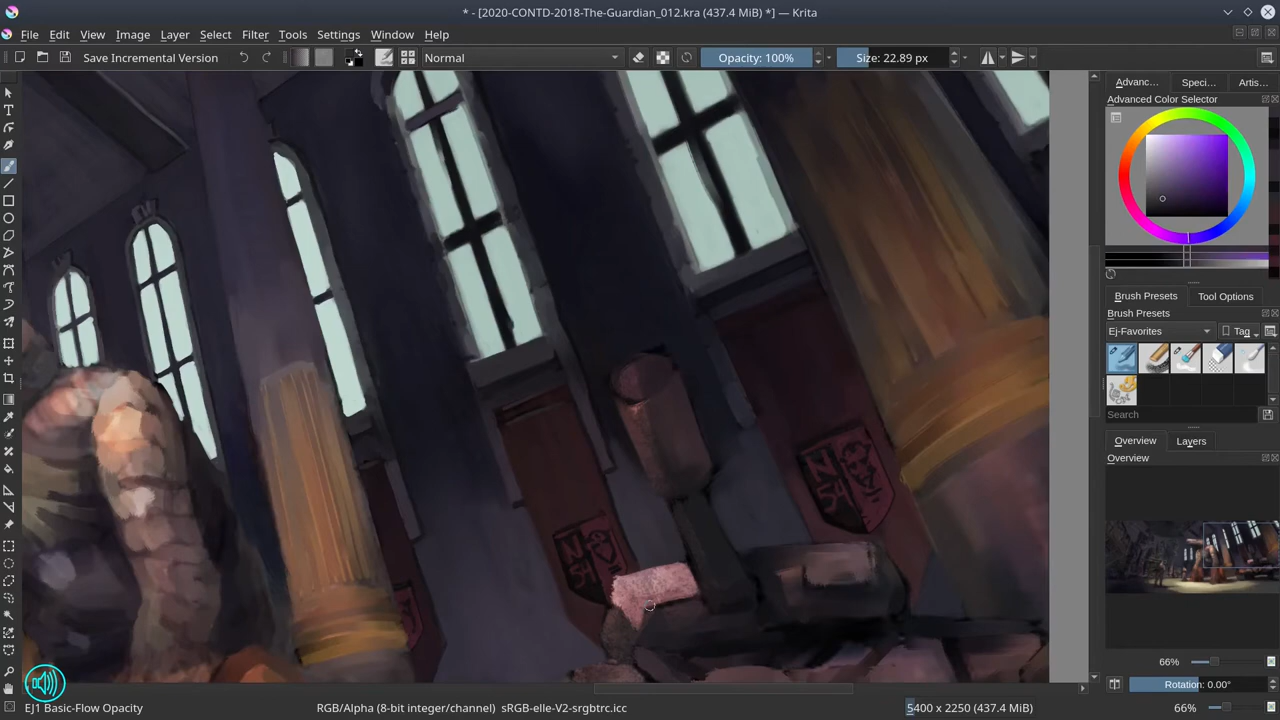 * - [2020-CONTD-2018-The-Guardian_012.kra (437.4 MiB) *] — Krita
File Edit View Image Layer Select Filter Tools Settings Window Help
Save Incremental Version Normal Opacity: 100% Size: 22.89 px
Advanc... Speci... Artis...
Advanced Color Selector
Brush Presets Tool Options
Brush Presets
Ej-Favorites Tag
Search
Overview Layers
Overview
N
54
N
54
66%
Rotation: 0.00°
EJ1 Basic-Flow Opacity RGB/Alpha (8-bit integer/channel) sRGB-elle-V2-srgbtrc.icc 5400 x 2250 (437.4 MiB) 66%